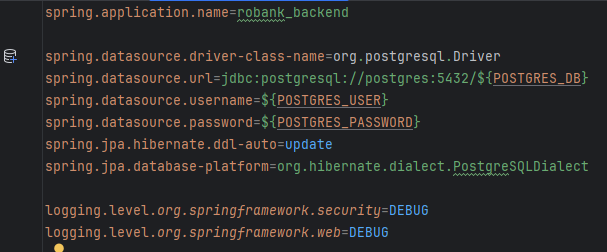 spring.application.name=robank_backend
spring.datasource.driver-class-name=org.postgresql.Driver
spring.datasource.url=jdbc:postgresql://postgres:5432/${POSTGRES_DB}
spring.datasource.username=${POSTGRES_USER}
spring.datasource.password=${POSTGRES_PASSWORD}
spring.jpa.hibernate.ddl-auto=update
spring.jpa.database-platform=org.hibernate.dialect.PostgreSQLDialect
logging.level.org.springframework.security=DEBUG
logging.level.org.springframework.web=DEBUG